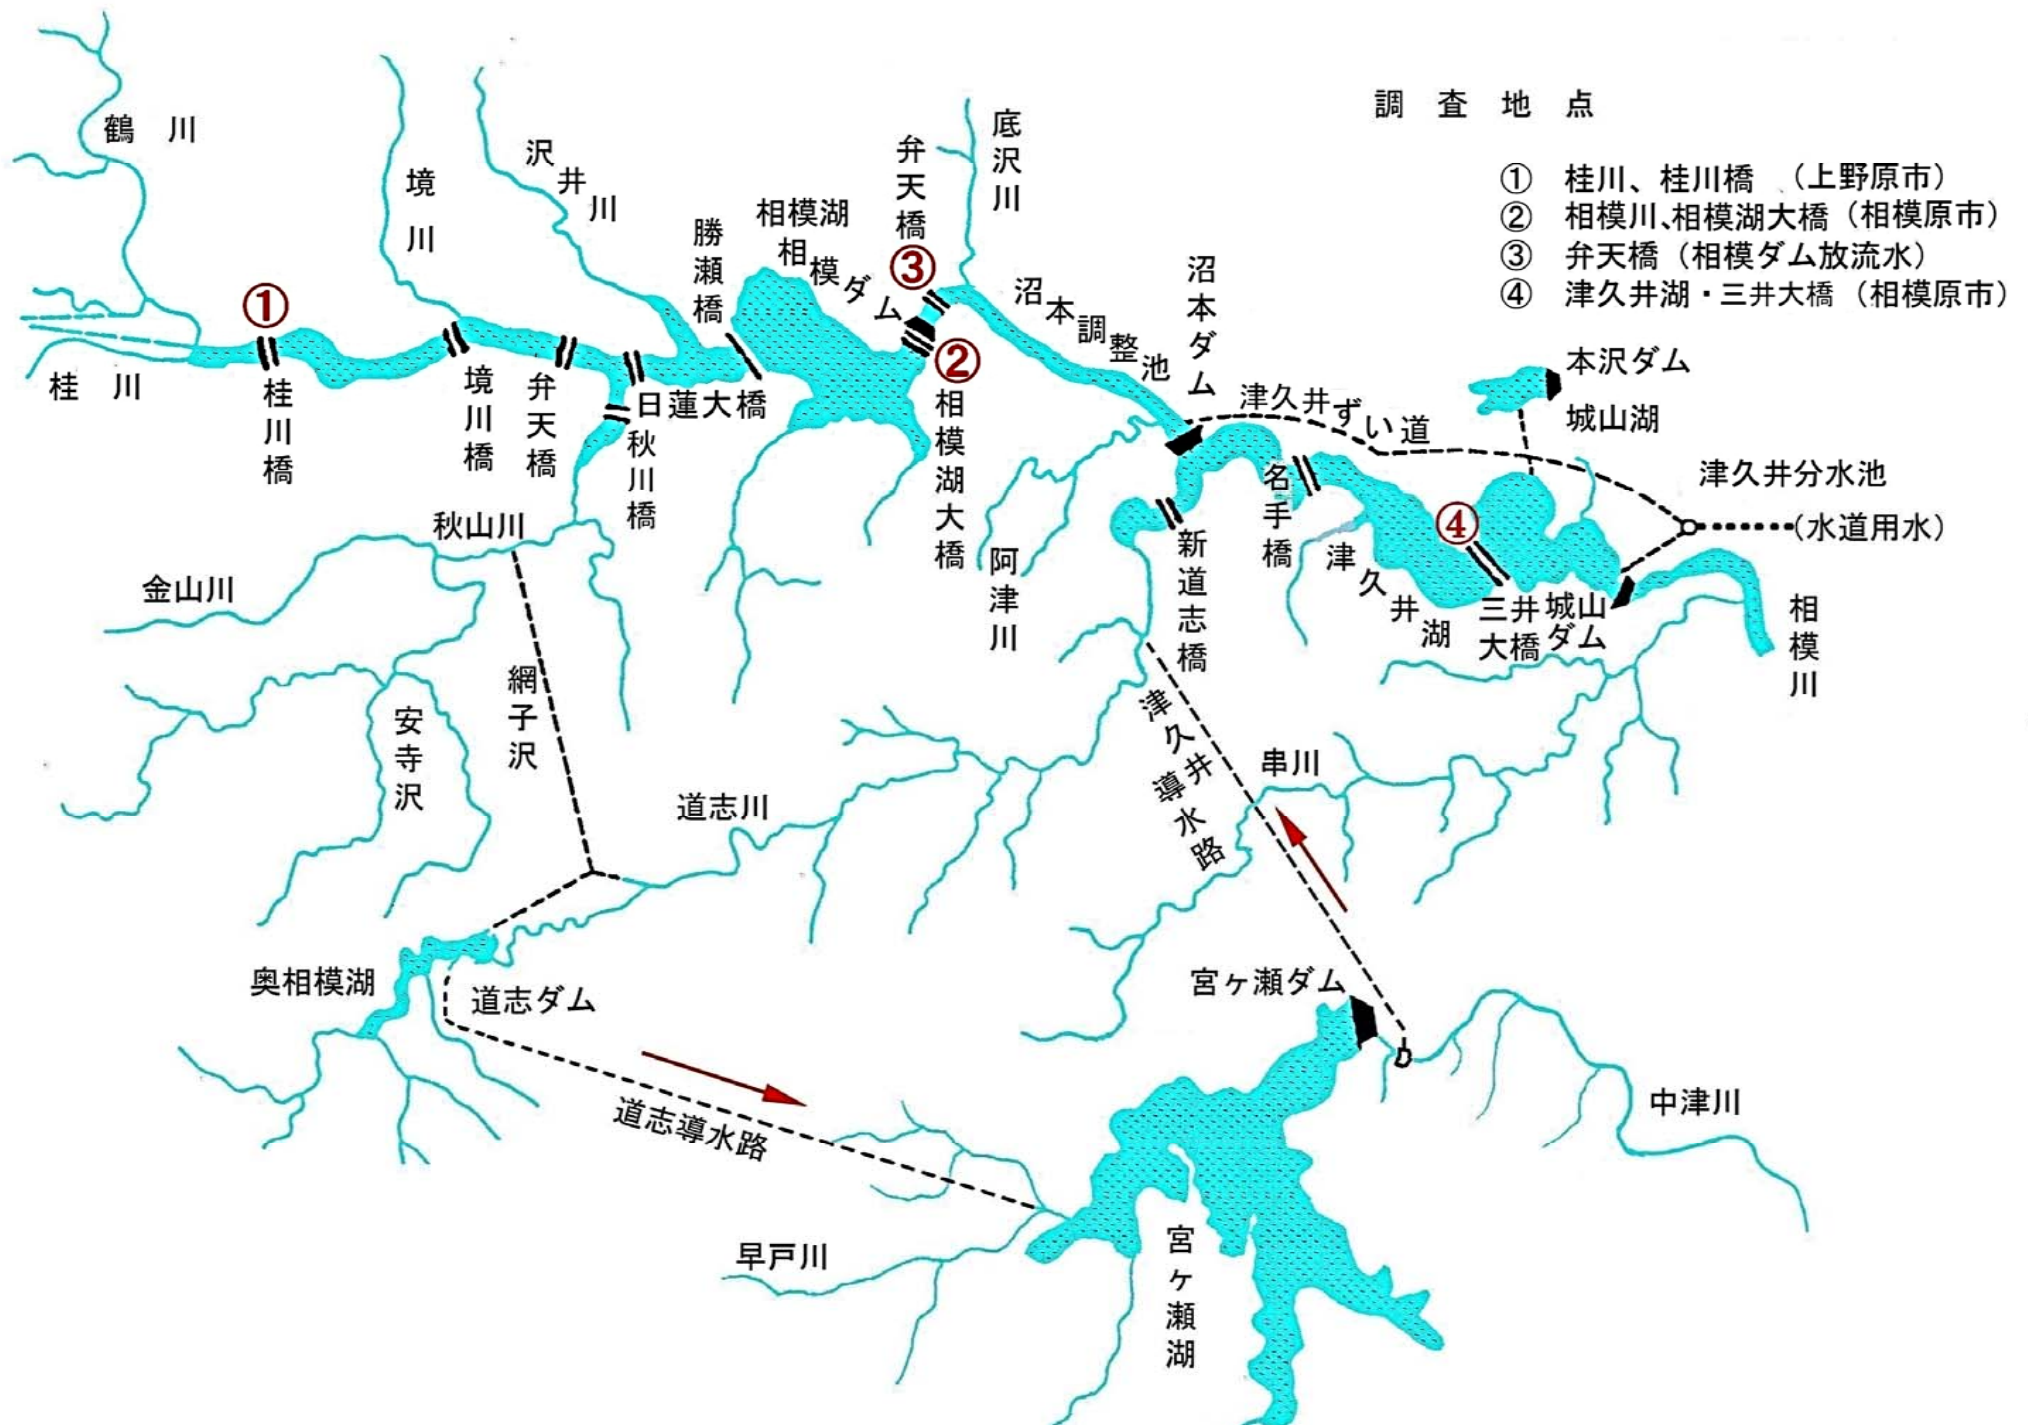 調査地点
① 桂川、桂川橋 （上野原市）
② 相模川、相模湖大橋（相模原市）
③ 弁天橋（相模ダム放流水）
④ 津久井湖・三井大橋（相模原市）
鶴川
境川
沢井川
勝瀬橋
相模湖
相模ダム
弁天橋
③
底沢川
沼本調整池
沼本ダム
①
②
桂川
桂川橋
境川橋
弁天橋
日蓮大橋
秋川橋
相模湖大橋
津久井ずい道
本沢ダム
城山湖
津久井分水池
(水道用水)
名手橋
④
新道志橋
阿津川
津久井湖
三井大橋
城山ダム
相模川
秋山川
金山川
安寺沢
網子沢
道志川
津久井導水路
串川
奥相模湖
道志ダム
道志導水路
宮ヶ瀬ダム
中津川
早戸川
宮ヶ瀬湖